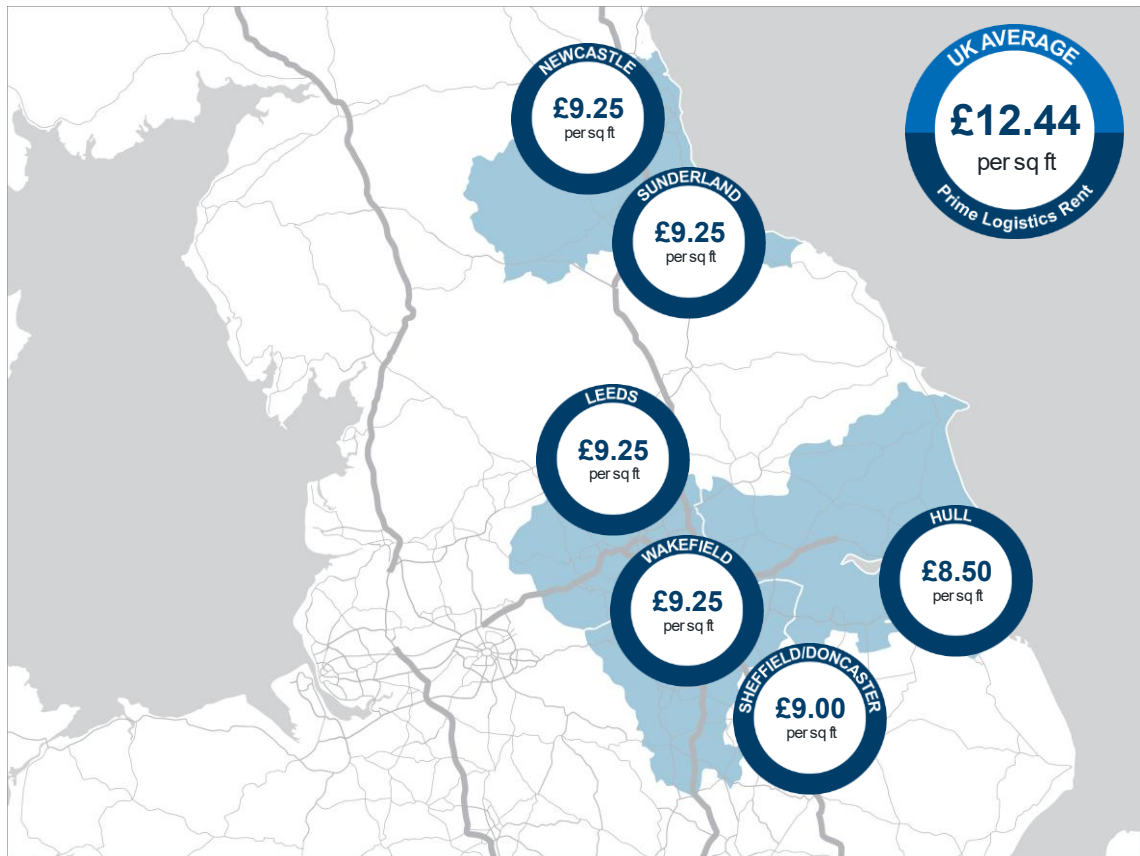 NEWCASTLE
£9.25
per sq ft
UK AVERAGE
£12.44
per sq ft
Prime Logistics Rent
SUNDERLAND
£9.25
per sq ft
LEEDS
£9.25
per sq ft
HULL
£8.50
per sq ft
WAKEFIELD
£9.25
per sq ft
SHEFFIELD/DONCASTER
£9.00
per sq ft